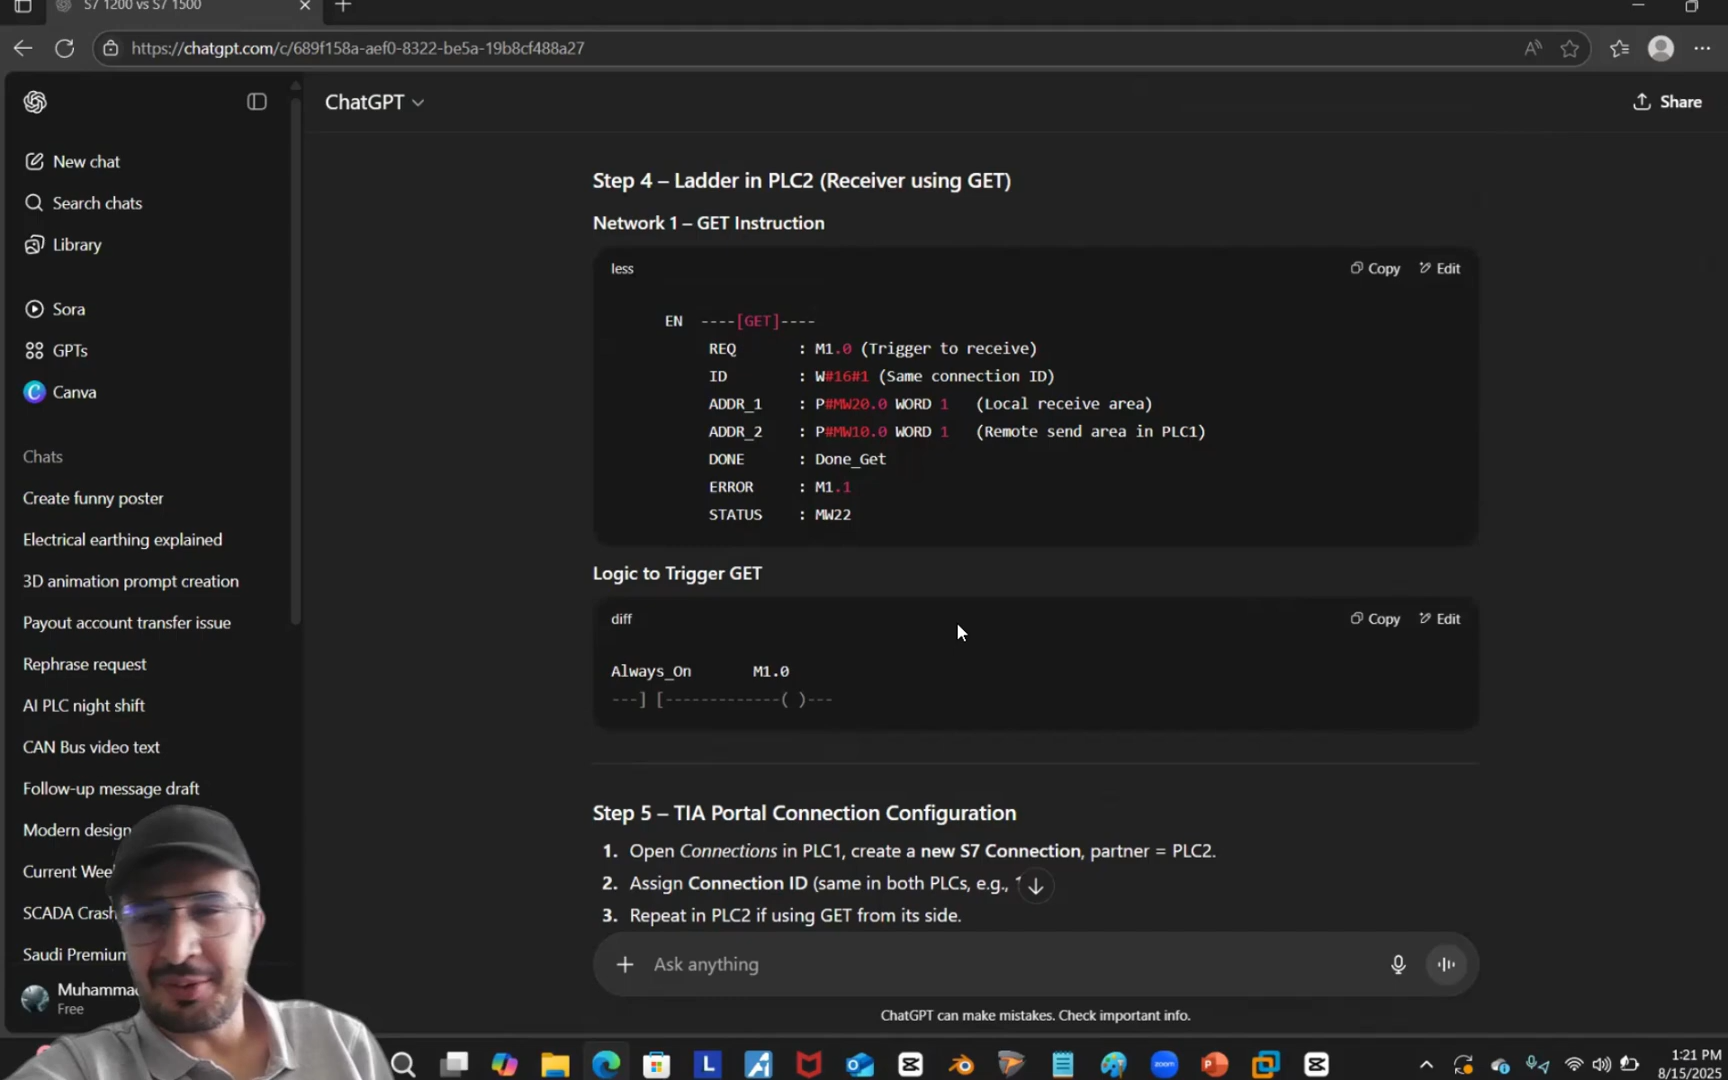 S7 1200 vs S7 1500
https://chatgpt.com/c/689f158a-aef0-8322-be5a-19b8cf488a27
ChatGPT
Share
New chat
Search chats
Library
Sora
GPTs
Canva
Chats
Create funny poster
Electrical earthing explained
3D animation prompt creation
Payout account transfer issue
Rephrase request
AI PLC night shift
CAN Bus video text
Follow-up message draft
Modern design
Current
SCADA
Saudi Premium
Free
Step 4 – Ladder in PLC2 (Receiver using GET)
Network 1 – GET Instruction
less
Copy
Edit
EN ----[GET]----
REQ : M1.0 (Trigger to receive)
ID : W#16#1 (Same connection ID)
ADDR_1 : P#MW20.0 WORD 1 (Local receive area)
ADDR_2 : P#MW10.0 WORD 1 (Remote send area in PLC1)
DONE : Done_Get
ERROR : M1.1
STATUS : MW22
Logic to Trigger GET
diff
Copy
Edit
Always_On M1.0
---] [-------------( )---
Step 5 – TIA Portal Connection Configuration
1. Open Connections in PLC1, create a new S7 Connection, partner = PLC2.
2. Assign Connection ID (same in both PLCs, e.g.,
3. Repeat in PLC2 if using GET from its side.
Ask anything
ChatGPT can make mistakes. Check important info.
zoom
1:21 PM
8/15/2025